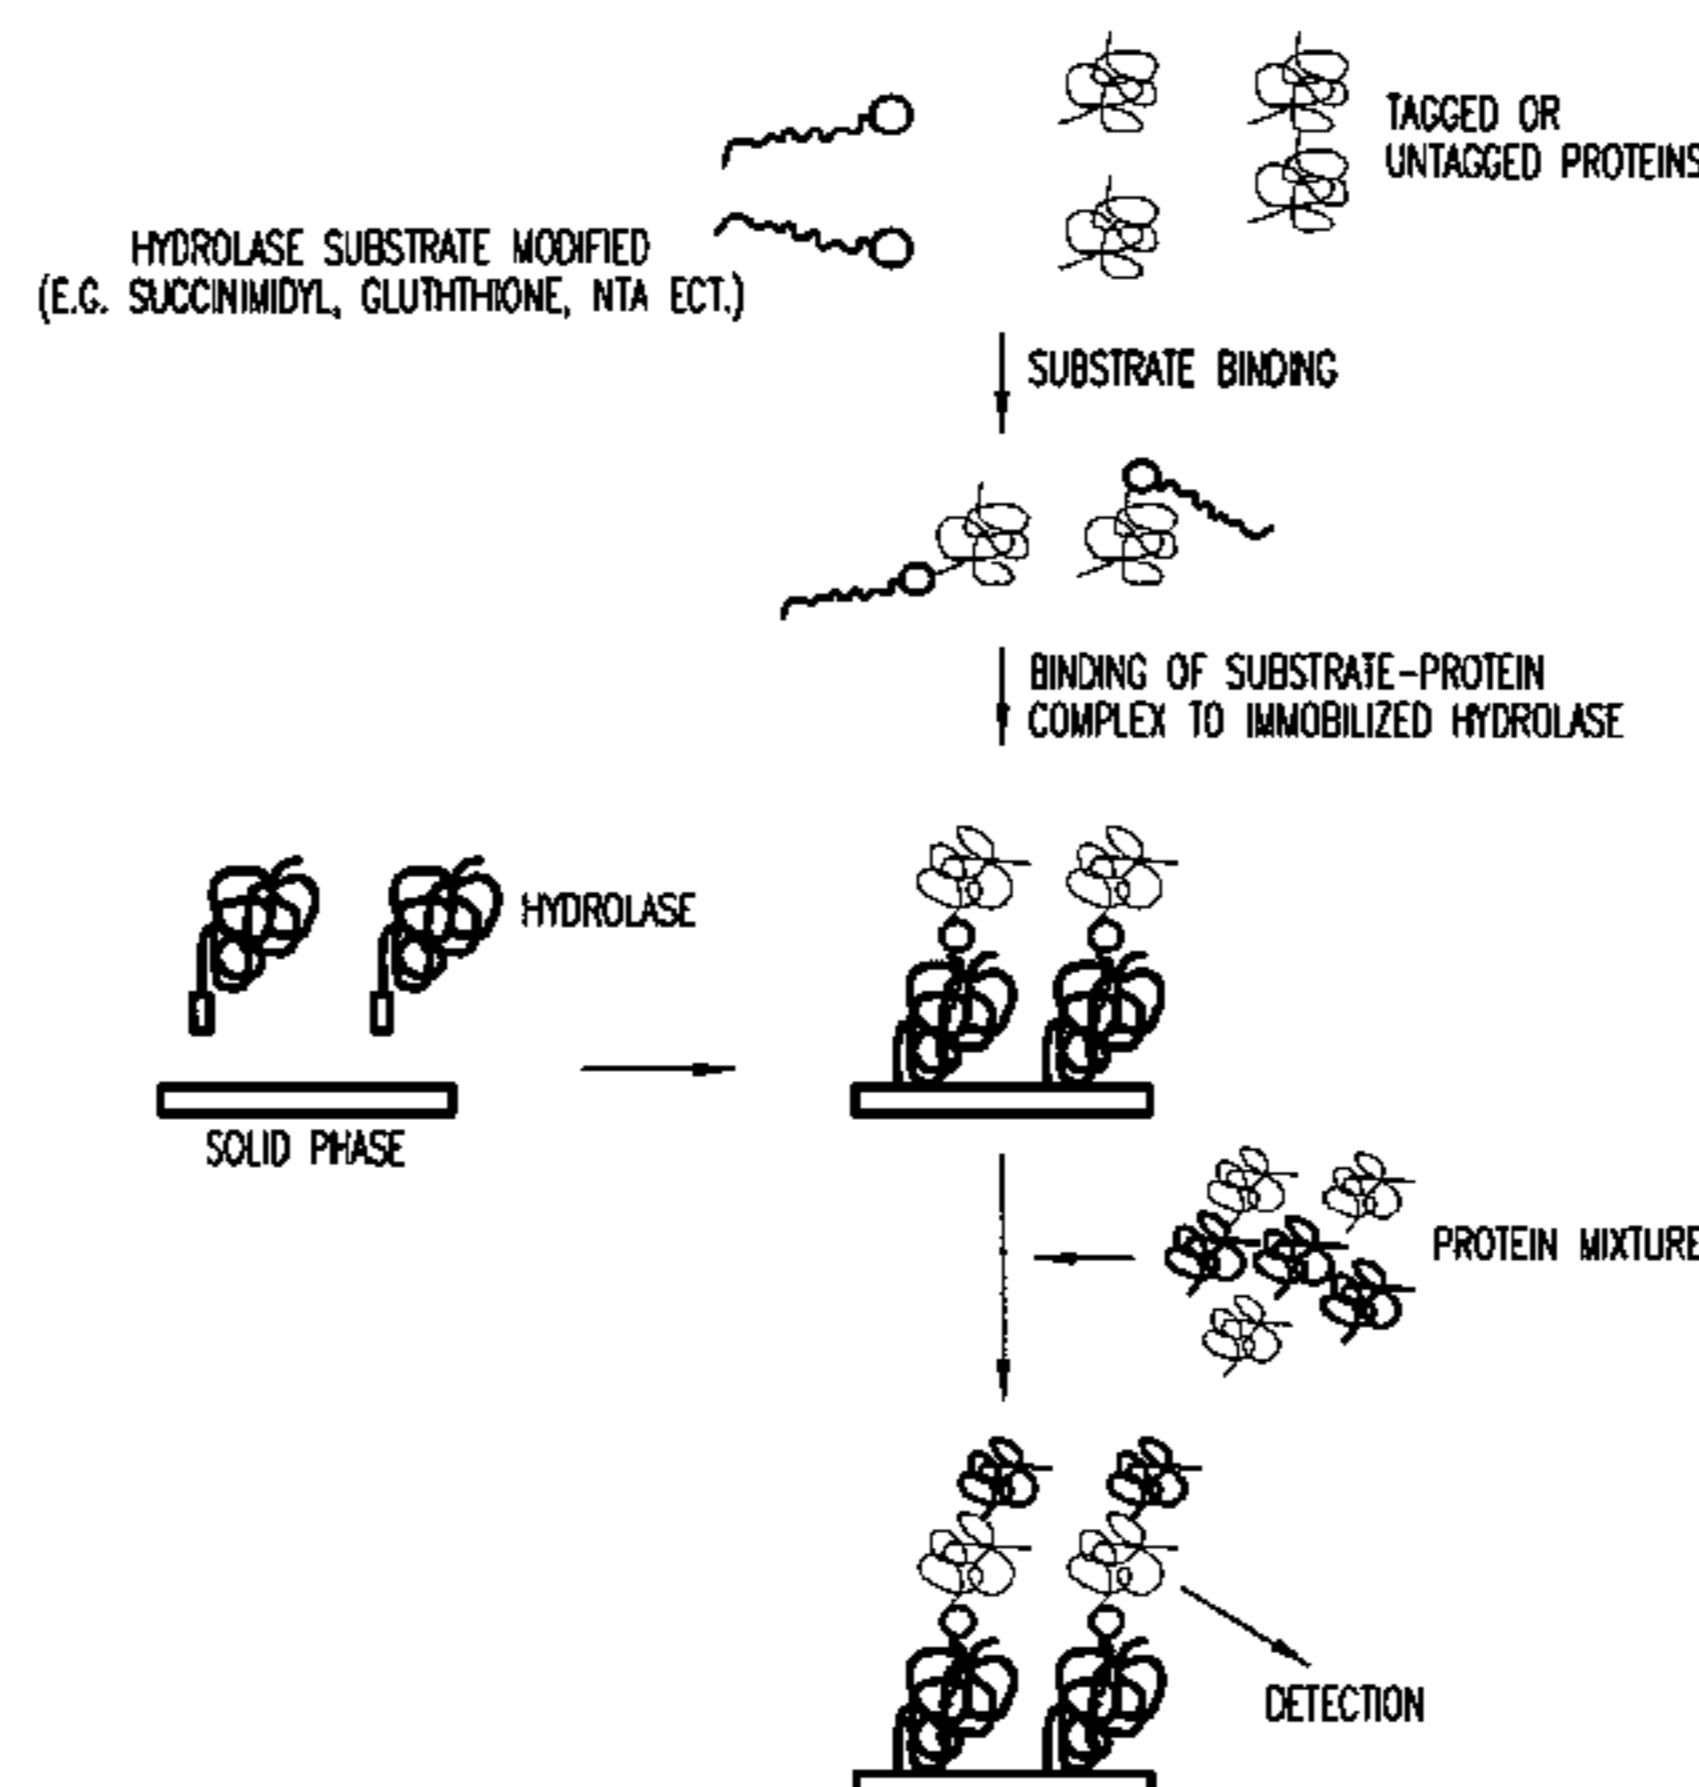 TAGGED OR
UNTAGGED PROTEINS
HYDROLASE SUBSTRATE MODIFIED
(E.G. SUCCINIMIDYL, GLUTHTHIONE, NTA ECT.)
SUBSTRATE BINDING
BINDING OF SUBSTRATE-PROTEIN
COMPLEX TO IMMOBILIZED HYDROLASE
HYDROLASE
SOLID PHASE
PROTEIN MIXTURE
DETECTION